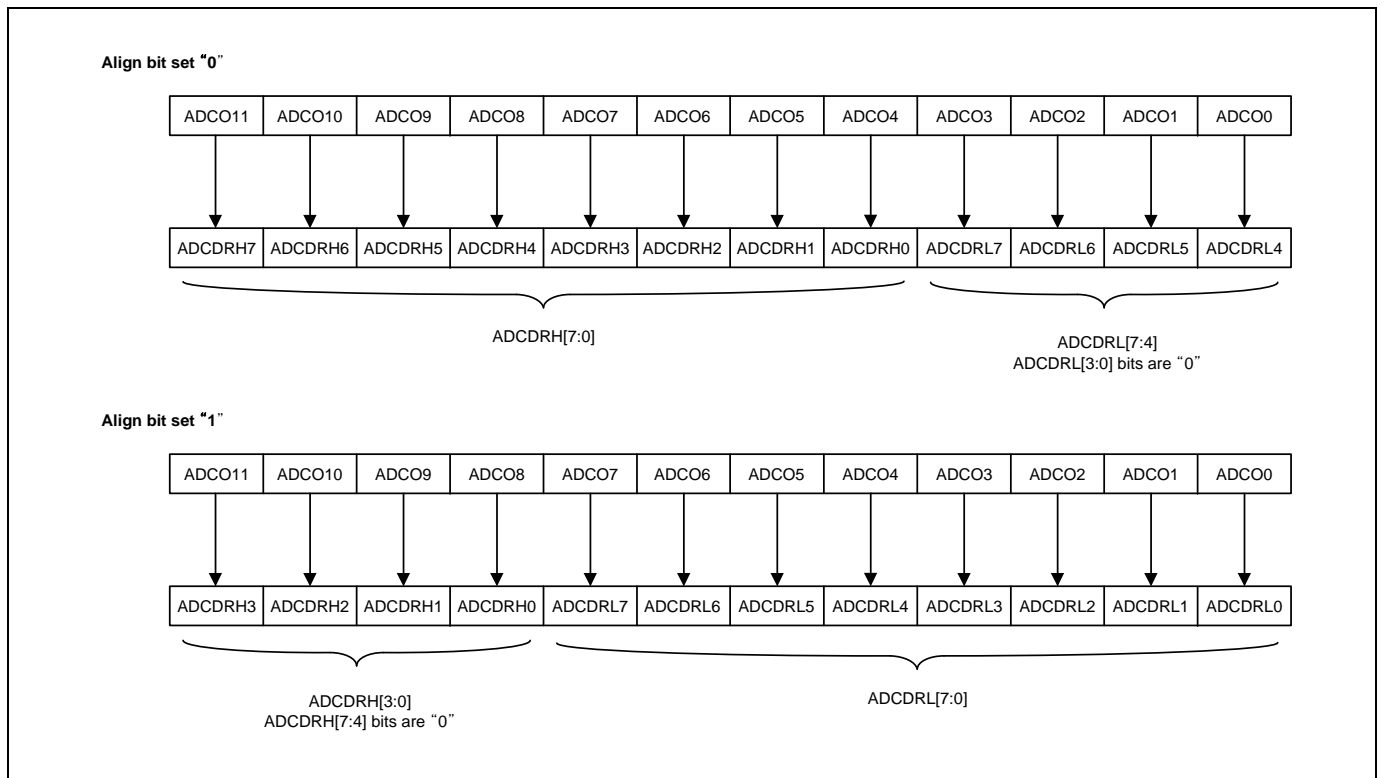 Align bit set “0”
ADCO11 ADCO10 ADCO9 ADCO8 ADCO7 ADCO6 ADCO5 ADCO4 ADCO3 ADCO2 ADCO1 ADCO0
ADCDRH7 ADCDRH6 ADCDRH5 ADCDRH4 ADCDRH3 ADCDRH2 ADCDRH1 ADCDRH0 ADCDRL7 ADCDRL6 ADCDRL5 ADCDRL4
ADCDRH[7:0]
ADCDRL[7:4]
ADCDRL[3:0] bits are “0”
Align bit set “1”
ADCO11 ADCO10 ADCO9 ADCO8 ADCO7 ADCO6 ADCO5 ADCO4 ADCO3 ADCO2 ADCO1 ADCO0
ADCDRH3 ADCDRH2 ADCDRH1 ADCDRH0 ADCDRL7 ADCDRL6 ADCDRL5 ADCDRL4 ADCDRL3 ADCDRL2 ADCDRL1 ADCDRL0
ADCDRH[3:0]
ADCDRH[7:4] bits are “0”
ADCDRL[7:0]